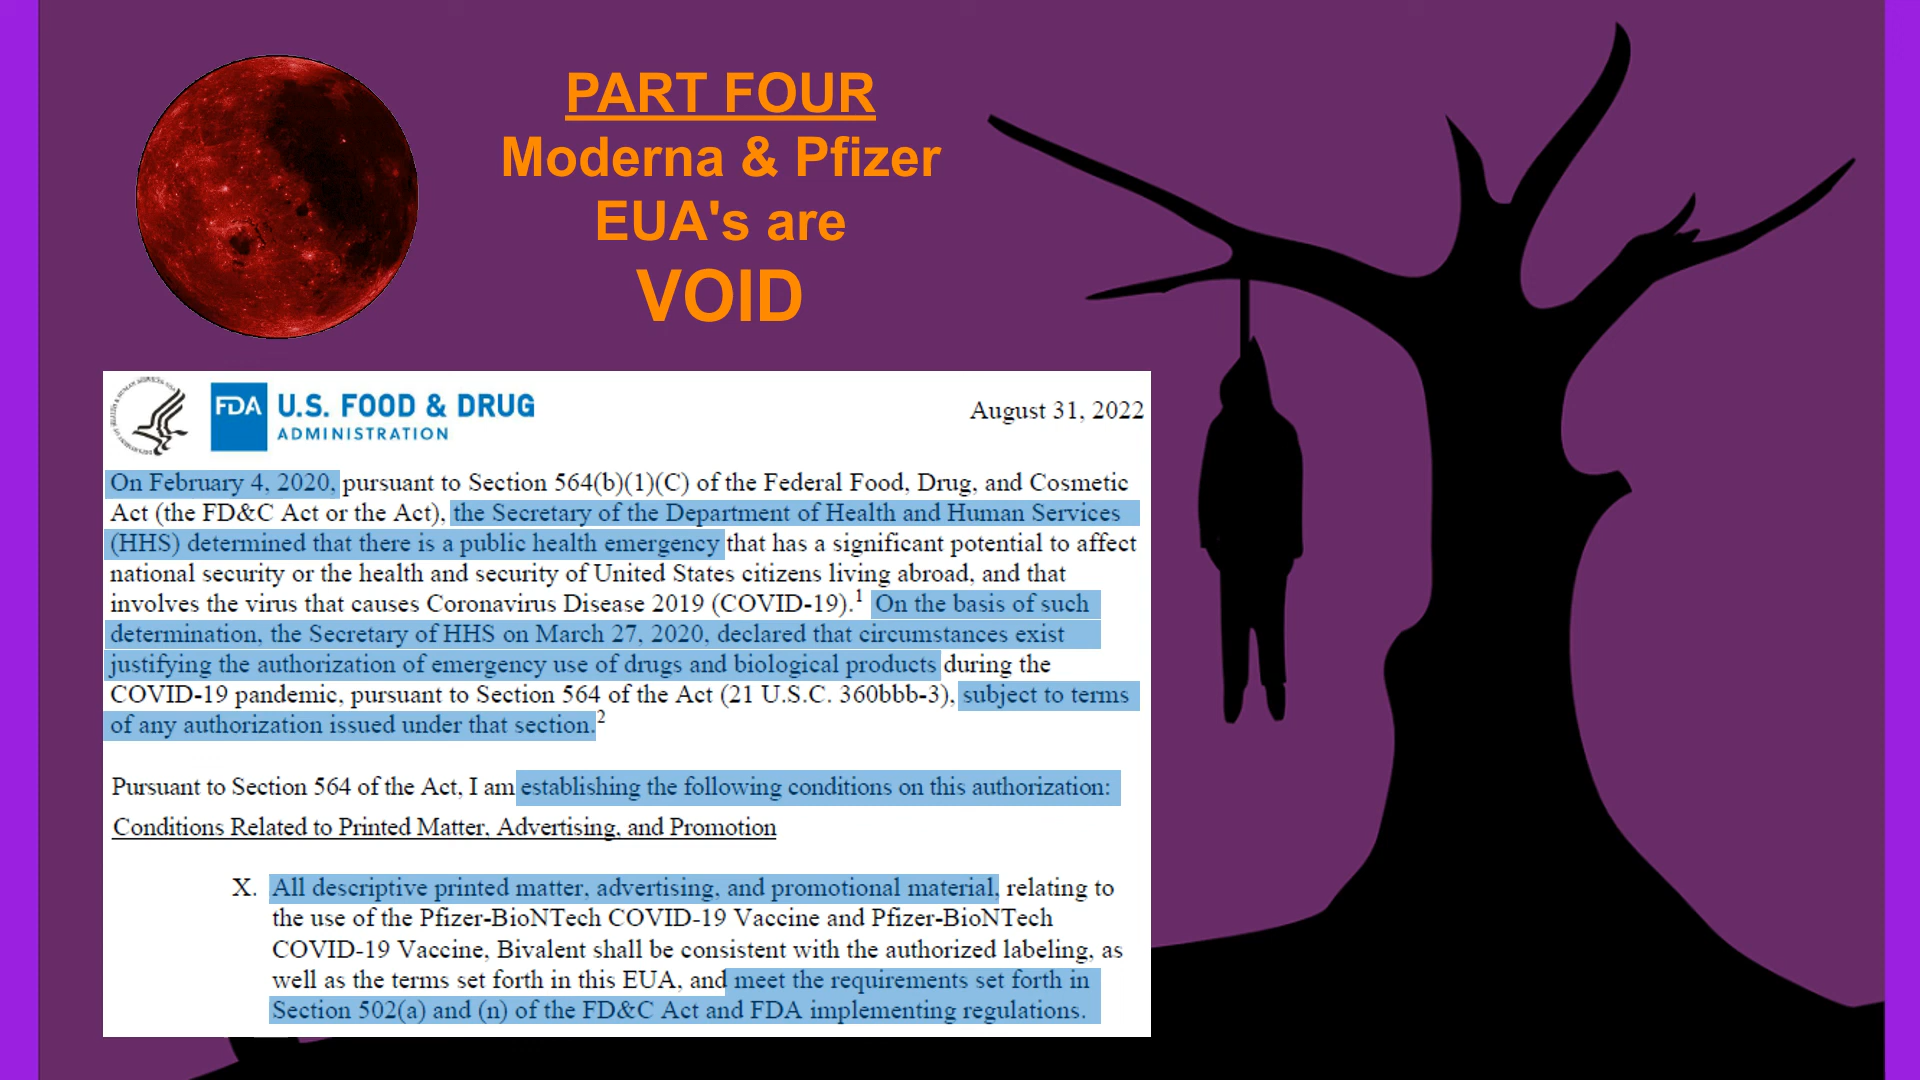 PART FOUR
Moderna & Pfizer
EUA's are
VOID
FDA U.S. FOOD & DRUG
ADMINISTRATION
August 31, 2022
On February 4, 2020, pursuant to Section 564(b)(1)(C) of the Federal Food, Drug, and Cosmetic
Act (the FD&C Act or the Act), the Secretary of the Department of Health and Human Services
(HHS) determined that there is a public health emergency that has a significant potential to affect
national security or the health and security of United States citizens living abroad, and that
involves the virus that causes Coronavirus Disease 2019 (COVID-19).1 On the basis of such
determination, the Secretary of HHS on March 27, 2020, declared that circumstances exist
justifying the authorization of emergency use of drugs and biological products during the
COVID-19 pandemic, pursuant to Section 564 of the Act (21 U.S.C. 360bbb-3), subject to terms
of any authorization issued under that section.2
Pursuant to Section 564 of the Act, I am establishing the following conditions on this authorization:
Conditions Related to Printed Matter, Advertising, and Promotion
X. All descriptive printed matter, advertising, and promotional material, relating to
the use of the Pfizer-BioNTech COVID-19 Vaccine and Pfizer-BioNTech
COVID-19 Vaccine, Bivalent shall be consistent with the authorized labeling, as
well as the terms set forth in this EUA, and meet the requirements set forth in
Section 502(a) and (n) of the FD&C Act and FDA implementing regulations.